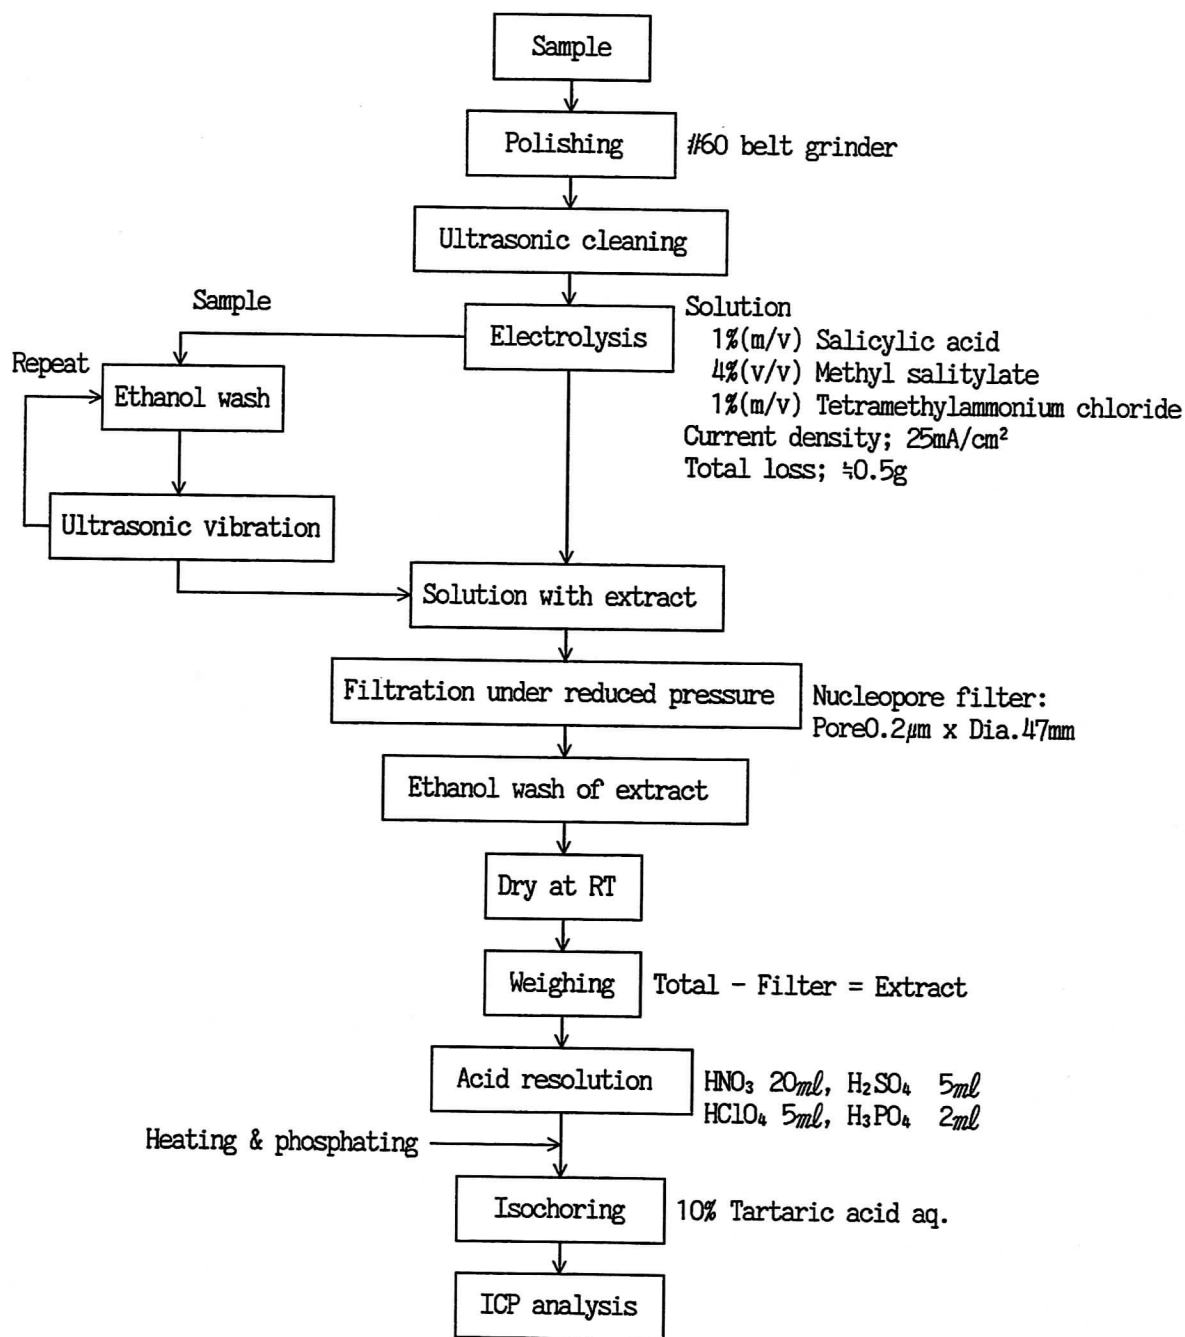 Sample
Polishing
#60 belt grinder
Ultrasonic cleaning
Sample
Electrolysis
Solution
1%(m/v) Salicylic acid
4%(v/v) Methyl salitylate
1%(m/v) Tetramethylammonium chloride
Current density; 25mA/cm²
Total loss; ≒0.5g
Repeat
Ethanol wash
Ultrasonic vibration
Solution with extract
Filtration under reduced pressure
Nucleopore filter:
Pore0.2μm x Dia.47mm
Ethanol wash of extract
Dry at RT
Weighing
Total - Filter = Extract
Acid resolution
HNO₃ 20mℓ, H₂SO₄ 5mℓ
HClO₄ 5mℓ, H₃PO₄ 2mℓ
Heating & phosphating
Isochoring
10% Tartaric acid aq.
ICP analysis